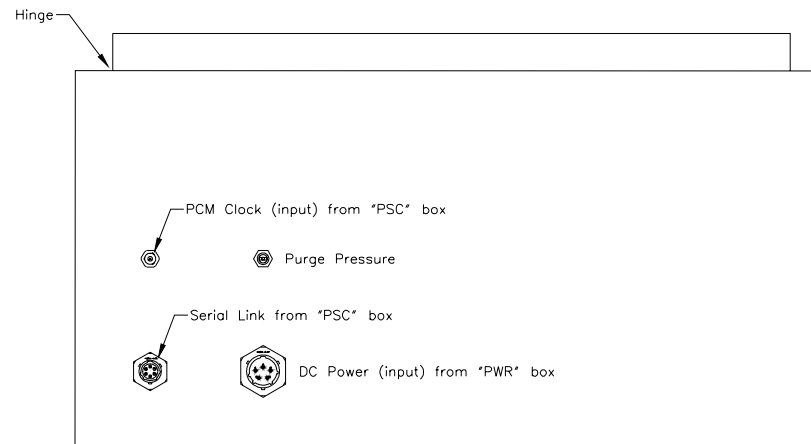 Hinge
PCM Clock (input) from "PSC" box
Purge Pressure
Serial Link from "PSC" box
DC Power (input) from "PWR" box